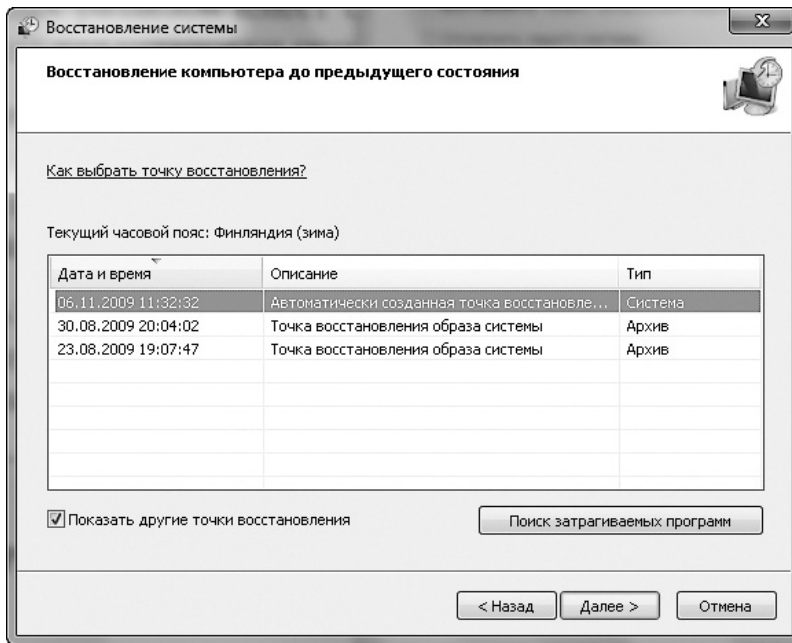 Восстановление системы
Восстановление компьютера до предыдущего состояния
Как выбрать точку восстановления?
Текущий часовой пояс: Финляндия (зима)
Дата и время Описание Тип
06.11.2009 11:32:32 Автоматически созданная точка восстановле... Система
30.08.2009 20:04:02 Точка восстановления образа системы Архив
23.08.2009 19:07:47 Точка восстановления образа системы Архив
Показать другие точки восстановления Поиск затрагиваемых программ
< Назад Далее > Отмена